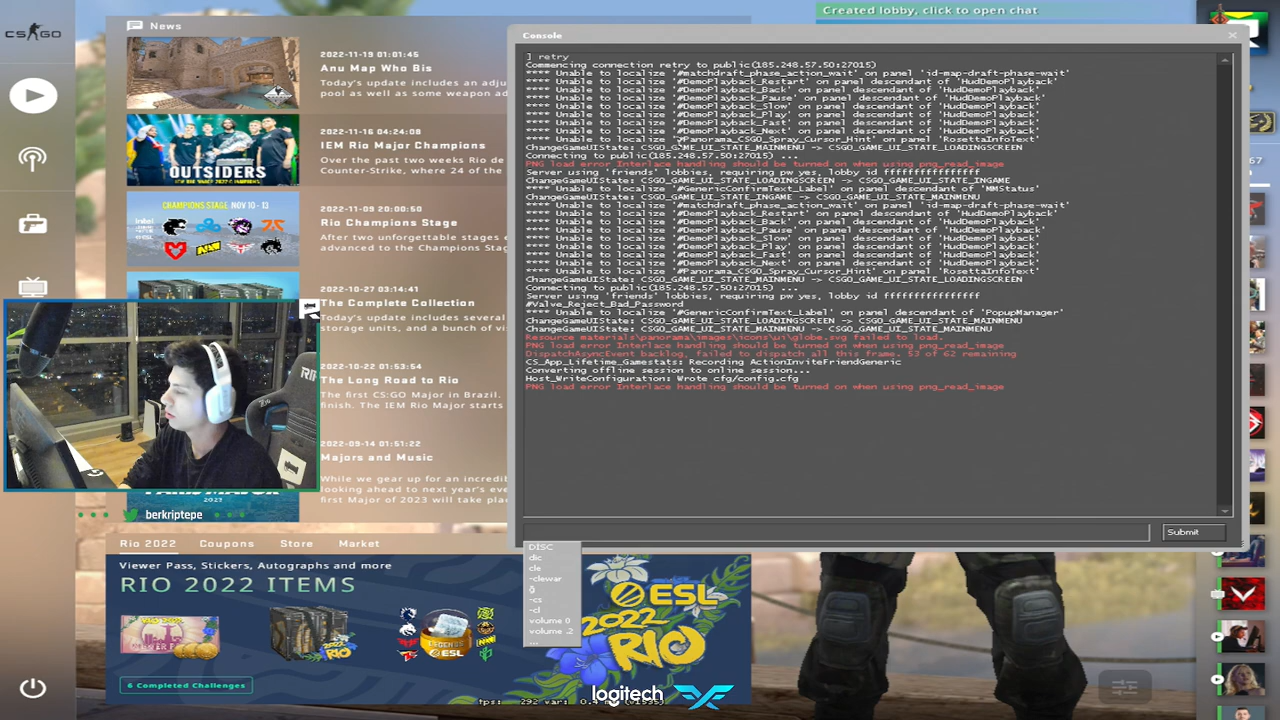 CS GO
News
2022-11-19 01:01:45
Anu Map Who Bis
Today's update includes an adju
pool as well as some weapon ad
2022-11-16 04:24:08
IEM Rio Major Champions
Over the past two weeks Rio de
Counter-Strike, where 24 of the
OUTSIDERS
CHAMPIONS STAGE NOV 10 - 13
2022-11-09 20:00:50
Rio Champions Stage
After two unforgettable stages
advanced to the Champions Stag
2022-10-27 03:14:41
The Complete Collection
Today's update includes several
storage units, and a bunch of vi
2022-10-22 01:53:54
The Long Road to Rio
The first CS:GO Major in Brazil.
finish. The IEM Rio Major starts
2022-09-14 01:51:22
Majors and Music
While we gear up for an incredib
looking ahead to next year's eve
first Major of 2023 will take plac
2023
berkriptepe
Created lobby, click to open chat
Console
] retry
Commencing connection retry to public(185.248.57.50:27015)
**** Unable to localize '#matchdraft_phase_action_wait' on panel 'id-map-draft-phase-wait'
**** Unable to localize '#DemoPlayback_Restart' on panel descendant of 'HudDemoPlayback'
**** Unable to localize '#DemoPlayback_Back' on panel descendant of 'HudDemoPlayback'
**** Unable to localize '#DemoPlayback_Pause' on panel descendant of 'HudDemoPlayback'
**** Unable to localize '#DemoPlayback_Slow' on panel descendant of 'HudDemoPlayback'
**** Unable to localize '#DemoPlayback_Play' on panel descendant of 'HudDemoPlayback'
**** Unable to localize '#DemoPlayback_Fast' on panel descendant of 'HudDemoPlayback'
**** Unable to localize '#DemoPlayback_Next' on panel descendant of 'HudDemoPlayback'
**** Unable to localize '#Panorama_CSGO_Spray_Cursor_Hint' on panel descendant of 'RosettaInfoText'
ChangeGameUIState: CSGO_GAME_UI_STATE_MAINMENU -> CSGO_GAME_UI_STATE_LOADINGSCREEN
Connecting to public(185.248.57.50:27015) ...
PNG load error Interlace handling should be turned on when using png_read_image
Server using 'friends' lobbies, requiring pw yes, lobby id ffffffffffffffff
ChangeGameUIState: CSGO_GAME_UI_STATE_LOADINGSCREEN -> CSGO_GAME_UI_STATE_INGAME
**** Unable to localize '#GenericConfirmText_Label' on panel descendant of 'MMStatus'
ChangeGameUIState: CSGO_GAME_UI_STATE_INGAME -> CSGO_GAME_UI_STATE_MAINMENU
**** Unable to localize '#matchdraft_phase_action_wait' on panel 'id-map-draft-phase-wait'
**** Unable to localize '#DemoPlayback_Restart' on panel descendant of 'HudDemoPlayback'
**** Unable to localize '#DemoPlayback_Back' on panel descendant of 'HudDemoPlayback'
**** Unable to localize '#DemoPlayback_Pause' on panel descendant of 'HudDemoPlayback'
**** Unable to localize '#DemoPlayback_Slow' on panel descendant of 'HudDemoPlayback'
**** Unable to localize '#DemoPlayback_Play' on panel descendant of 'HudDemoPlayback'
**** Unable to localize '#DemoPlayback_Fast' on panel descendant of 'HudDemoPlayback'
**** Unable to localize '#DemoPlayback_Next' on panel descendant of 'HudDemoPlayback'
**** Unable to localize '#Panorama_CSGO_Spray_Cursor_Hint' on panel descendant of 'RosettaInfoText'
ChangeGameUIState: CSGO_GAME_UI_STATE_MAINMENU -> CSGO_GAME_UI_STATE_LOADINGSCREEN
Connecting to public(185.248.57.50:27015) ...
Server using 'friends' lobbies, requiring pw yes, lobby id ffffffffffffffff
#Valve_Reject_Bad_Password
**** Unable to localize '#GenericConfirmText_Label' on panel descendant of 'PopupManager'
ChangeGameUIState: CSGO_GAME_UI_STATE_LOADINGSCREEN -> CSGO_GAME_UI_STATE_MAINMENU
ChangeGameUIState: CSGO_GAME_UI_STATE_MAINMENU -> CSGO_GAME_UI_STATE_MAINMENU
Resource materials\panorama\images\icons\ui\globe.svg failed to load.
PNG load error Interlace handling should be turned on when using png_read_image
DispatchAsyncEvent backlog, failed to dispatch all this frame. 53 of 62 remaining
CS_App_Lifetime_Gamestats: Recording ActionInviteFriendGeneric
Converting offline session to online session...
Host_WriteConfiguration: Wrote cfg/config.cfg
PNG load error Interlace handling should be turned on when using png_read_image
Submit
DISC
dic
cle
-clewar
ğ
-cs
-cl
volume 0
volume .2
...
Rio 2022
Coupons
Store
Market
Viewer Pass, Stickers, Autographs and more
RIO 2022 ITEMS
6 Completed Challenges
LEGENDS
ESL
ESL
2022
RIO
logitech
67